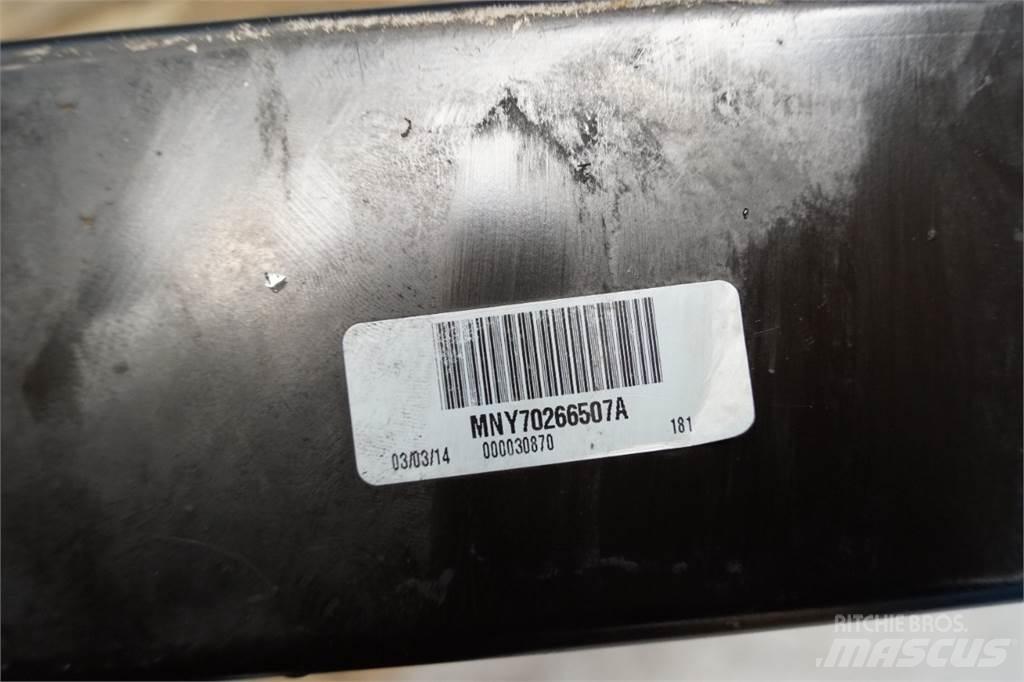 MNY70266507A
03/03/14 000030870 181
RITCHIE BROS.
MASCUS